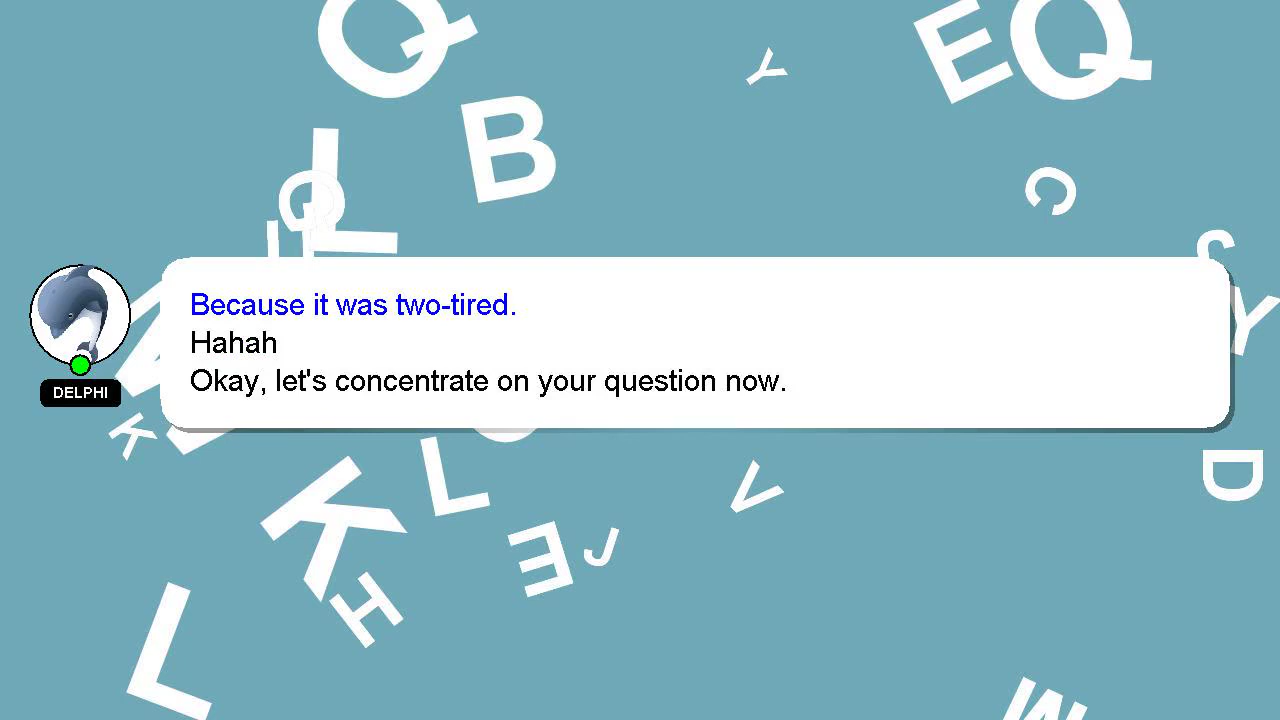 Q
E
Q
Y
B
L
Q
C
Because it was two-tired.
Hahah
Okay, let's concentrate on your question now.
DELPHI
Y
K
L
V
D
K
E
J
H
L